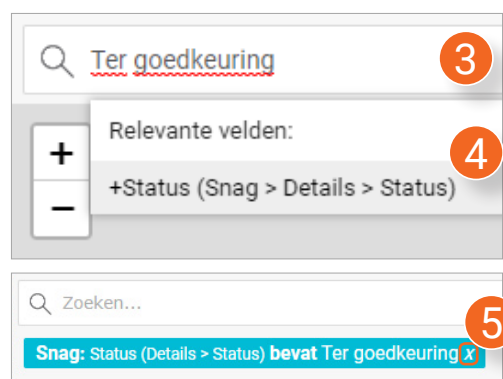 Ter goedkeuring
3
Relevante velden:
4
+
+Status (Snag > Details > Status)
−
Zoeken...
5
Snag: Status (Details > Status) bevat Ter goedkeuring x